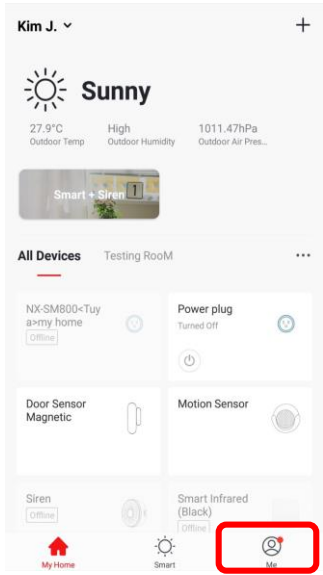 Kim J.
Sunny
27.9°C High 1011.47hPa
Outdoor Temp Outdoor Humidity Outdoor Air Pres...
Smart + Siren 1
All Devices Testing RooM
NX-SM800<Tuy
a>my home
Offline
Power plug
Turned Off
Door Sensor
Magnetic
Motion Sensor
Siren
Offline
Smart Infrared
(Black)
Offline
My Home Smart Me